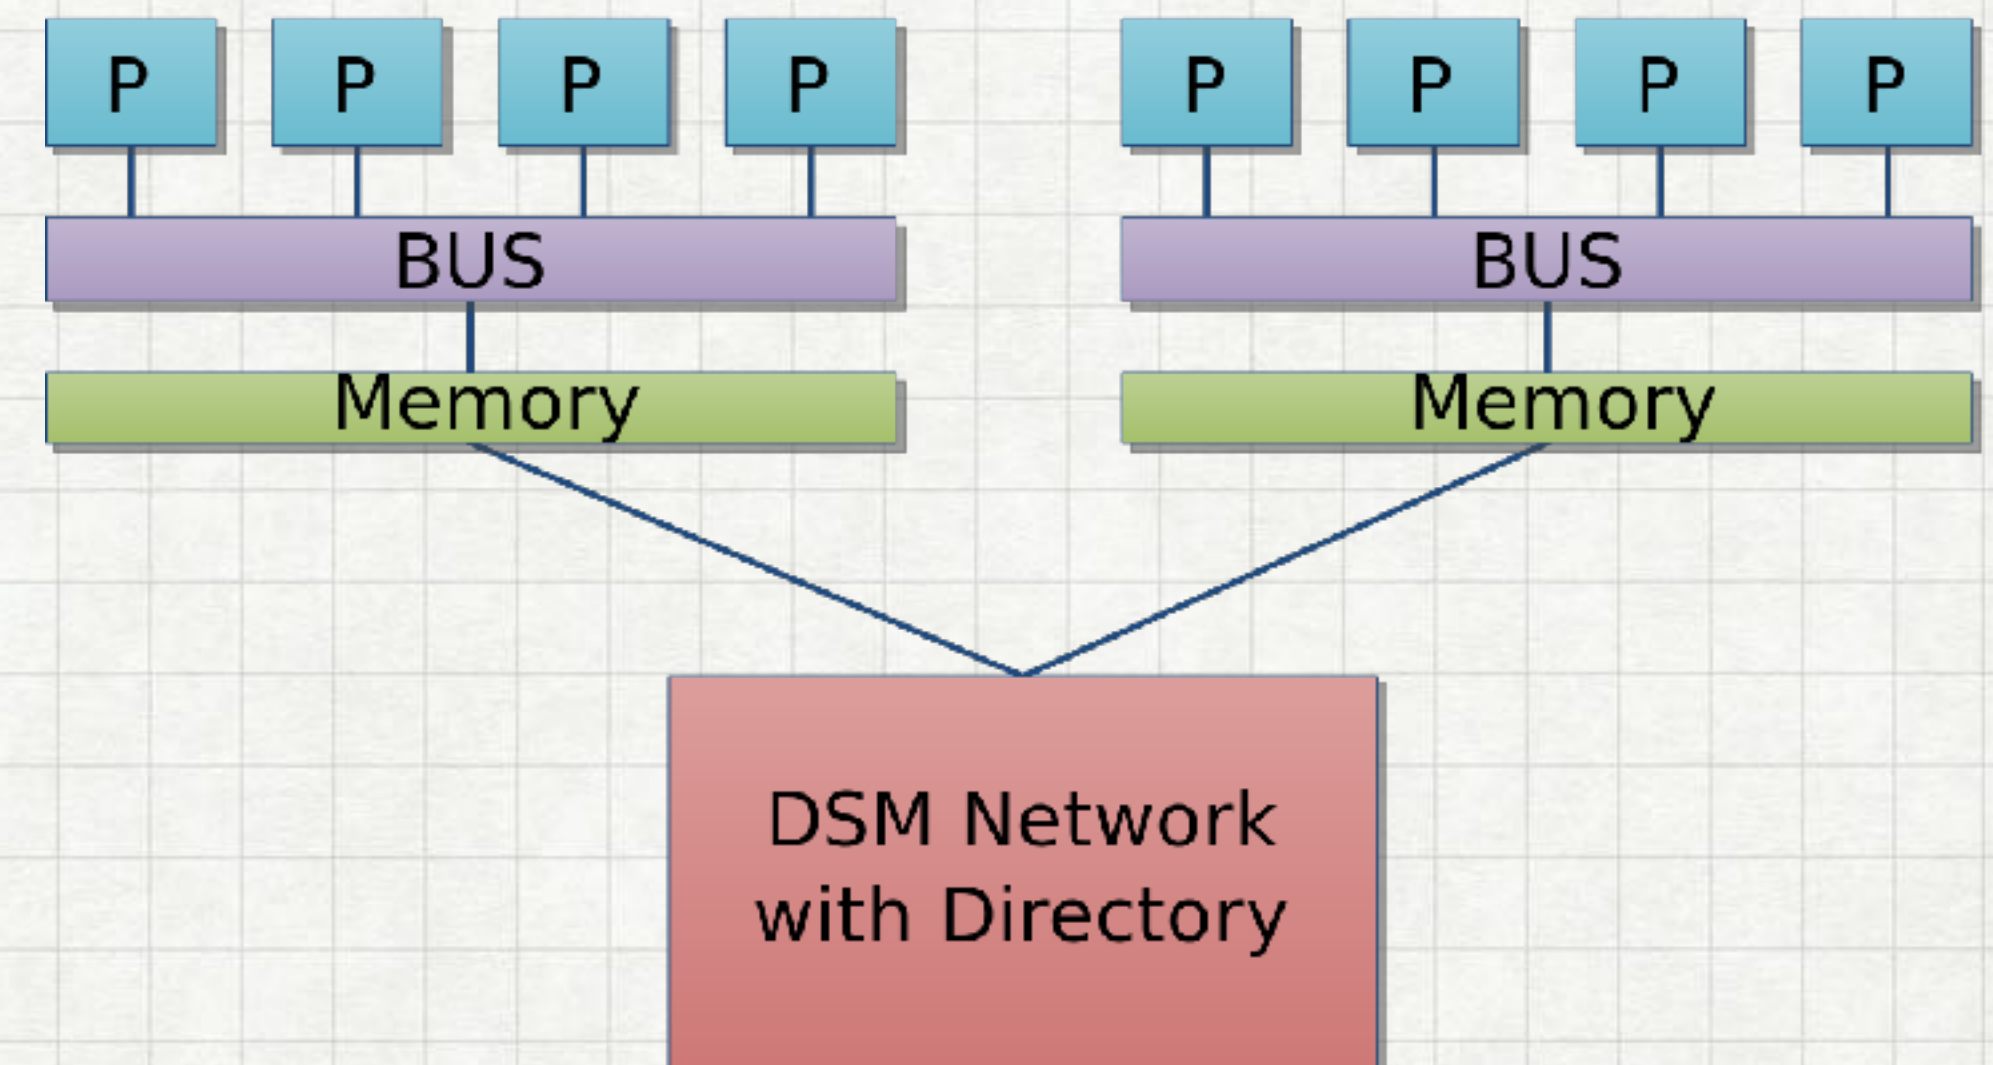 P P P P P P P P
BUS BUS
Memory Memory
DSM Network
with Directory